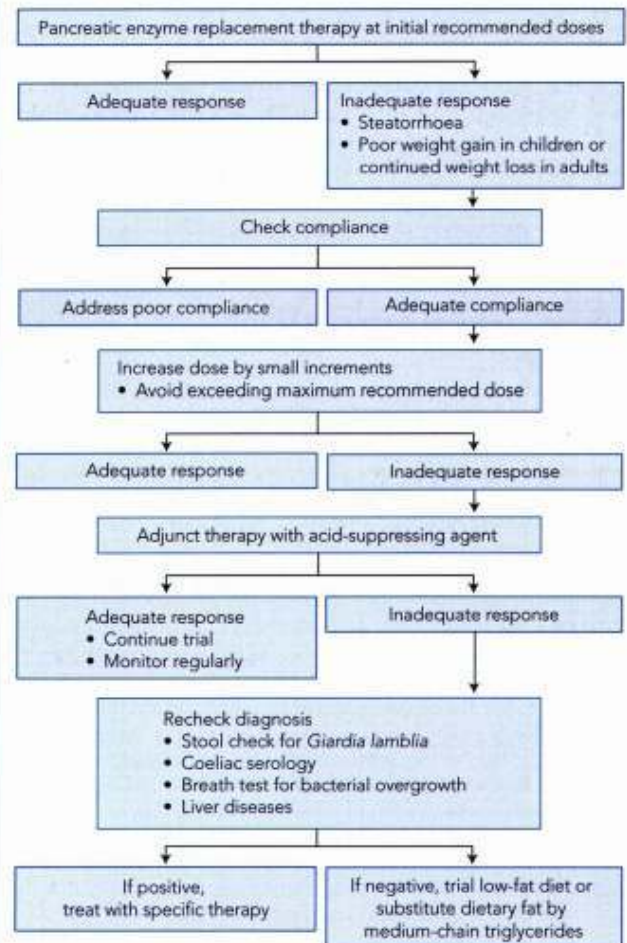 Pancreatic enzyme replacement therapy at initial recommended doses
Adequate response
Inadequate response
• Steatorrhoea
• Poor weight gain in children or
continued weight loss in adults
Check compliance
Address poor compliance
Adequate compliance
Increase dose by small increments
• Avoid exceeding maximum recommended dose
Adequate response
Inadequate response
Adjunct therapy with acid-suppressing agent
Adequate response
• Continue trial
• Monitor regularly
Inadequate response
Recheck diagnosis
• Stool check for Giardia lamblia
• Coeliac serology
• Breath test for bacterial overgrowth
• Liver diseases
If positive,
treat with specific therapy
If negative, trial low-fat diet or
substitute dietary fat by
medium-chain triglycerides